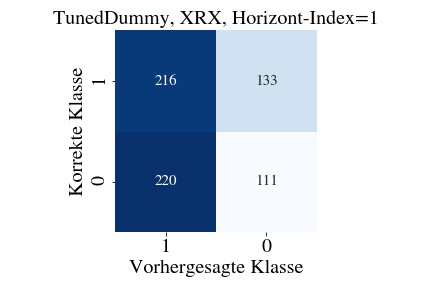 TunedDummy, XRX, Horizont-Index=1
Korrekte Klasse
1
216
133
0
220
111
1
0
Vorhergesagte Klasse